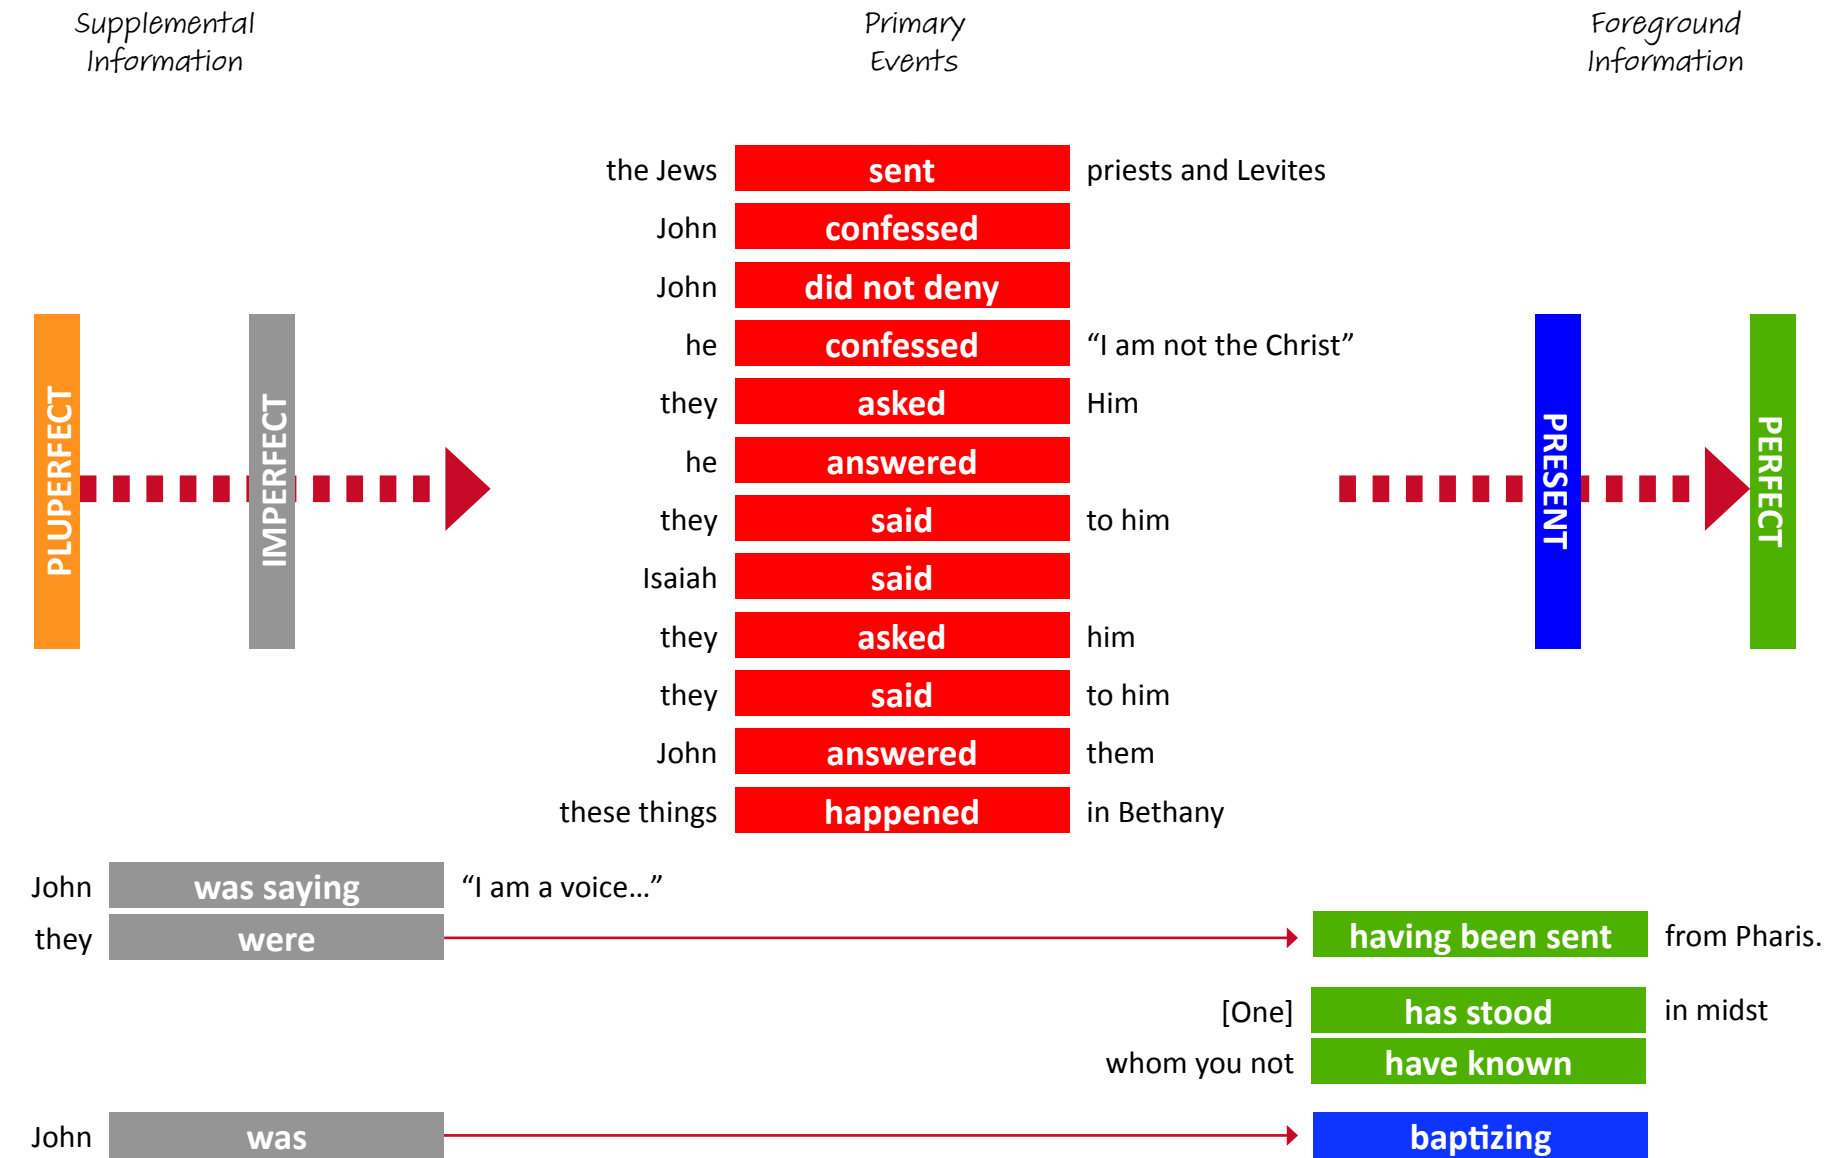 Supplemental
Information
Primary
Events
Foreground
Information
the Jews sent priests and Levites
John confessed
John did not deny
he confessed “I am not the Christ”
they asked Him
he answered
they said to him
Isaiah said
they asked him
they said to him
John answered them
these things happened in Bethany
PLUPERFECT
IMPERFECT
PRESENT
PERFECT
John was saying “I am a voice…”
they were having been sent from Pharis.
[One] has stood in midst
whom you not have known
John was baptizing